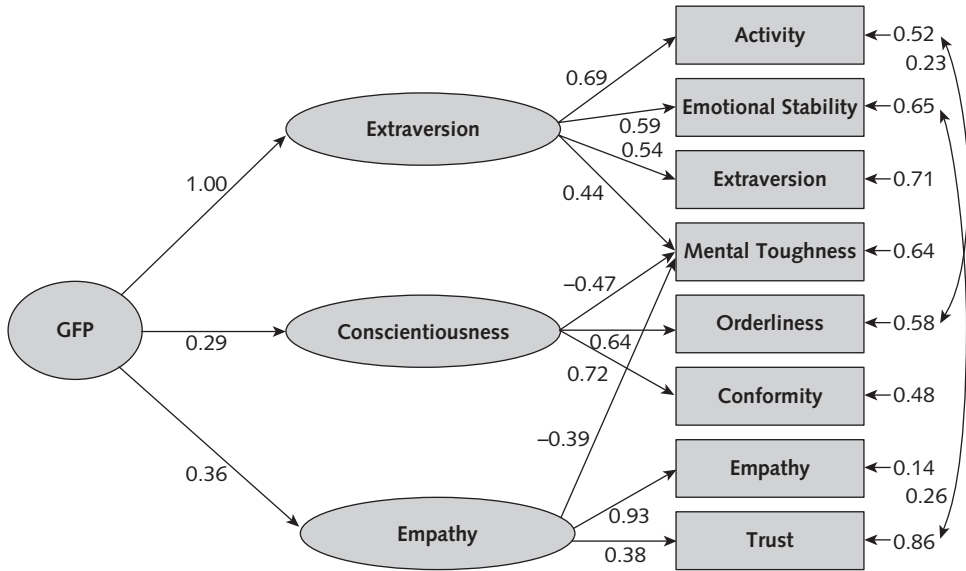 Activity
0.52
0.23
0.69
Emotional Stability
0.65
0.59
Extraversion
0.54
Extraversion
0.71
1.00
0.44
Mental Toughness
0.64
–0.47
GFP
0.29
Conscientiousness
0.64
Orderliness
0.58
0.72
Conformity
0.48
–0.39
0.36
Empathy
0.14
0.26
0.93
Empathy
0.38
Trust
0.86